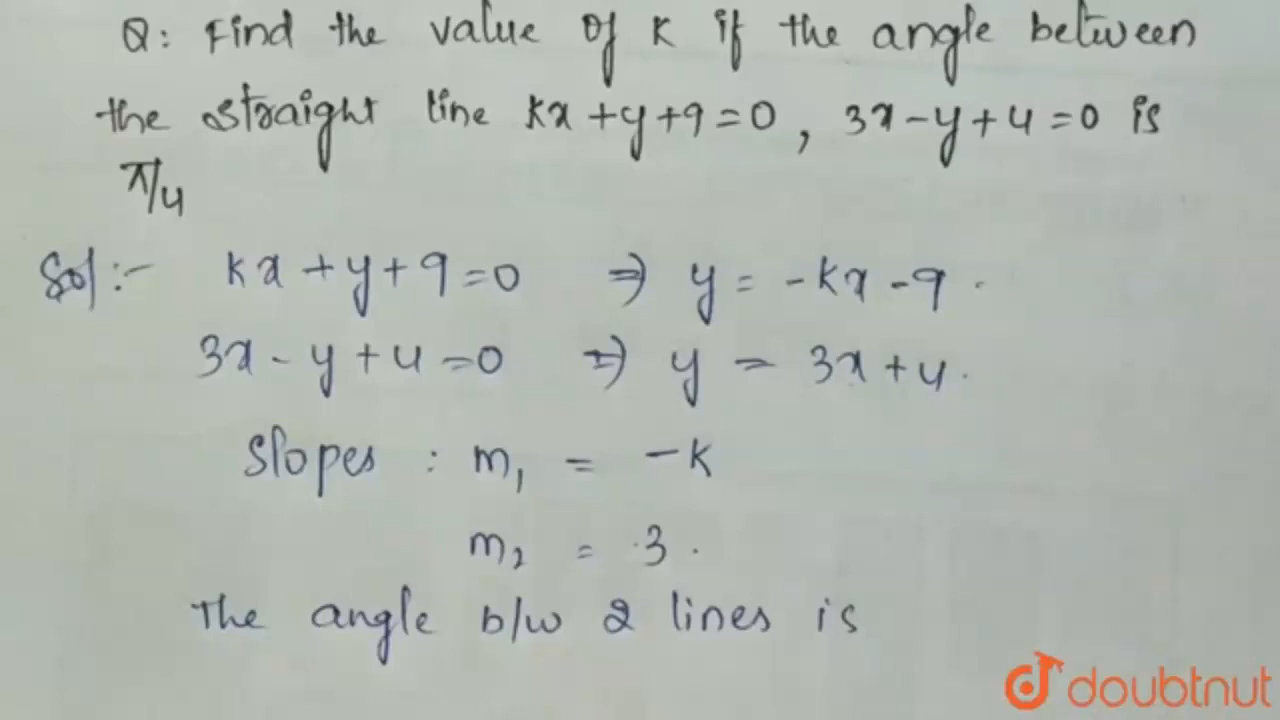 Q: Find the value of K if the angle between
the straight line Kx+y+9=0, 3x-y+4=0 is
π/4
Sol:- Kx+y+9=0 ⇒ y = -Kx-9.
3x-y+4=0 ⇒ y = 3x+4.
Slopes : m₁ = -K
m₂ = 3.
The angle b/w 2 lines is
doubtnut